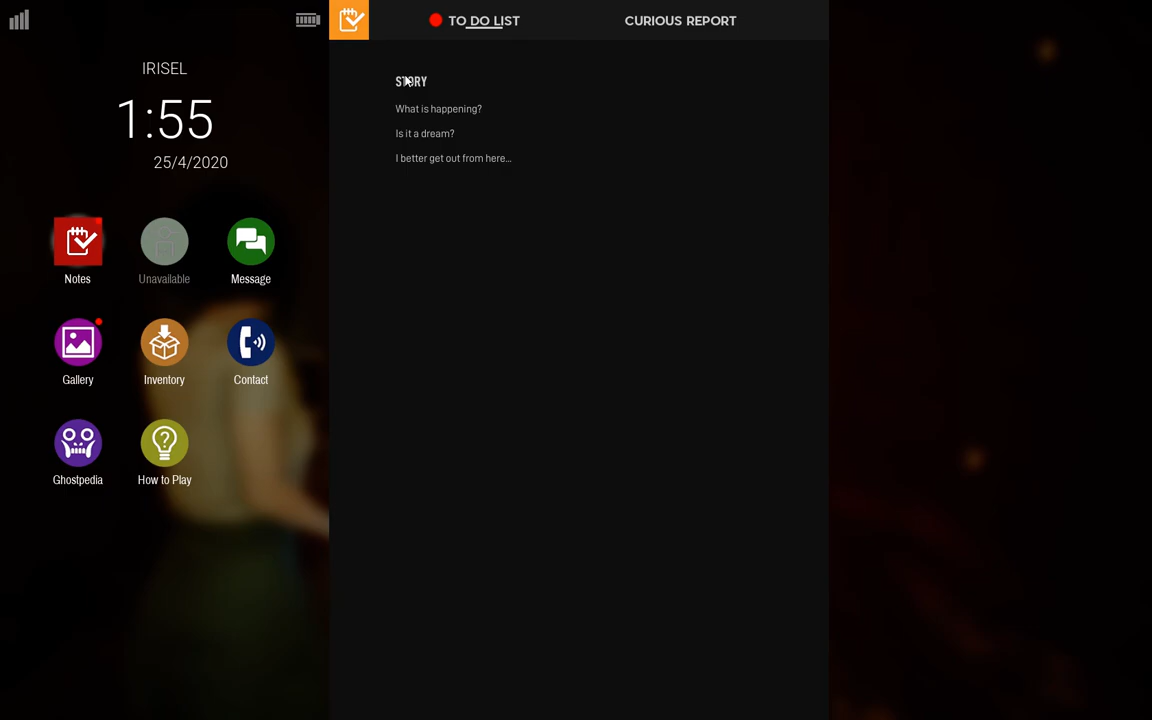 TO DO LIST
CURIOUS REPORT
IRISEL
1:55
25/4/2020
STORY
What is happening?
Is it a dream?
I better get out from here...
Notes
Unavailable
Message
Gallery
Inventory
Contact
Ghostpedia
How to Play